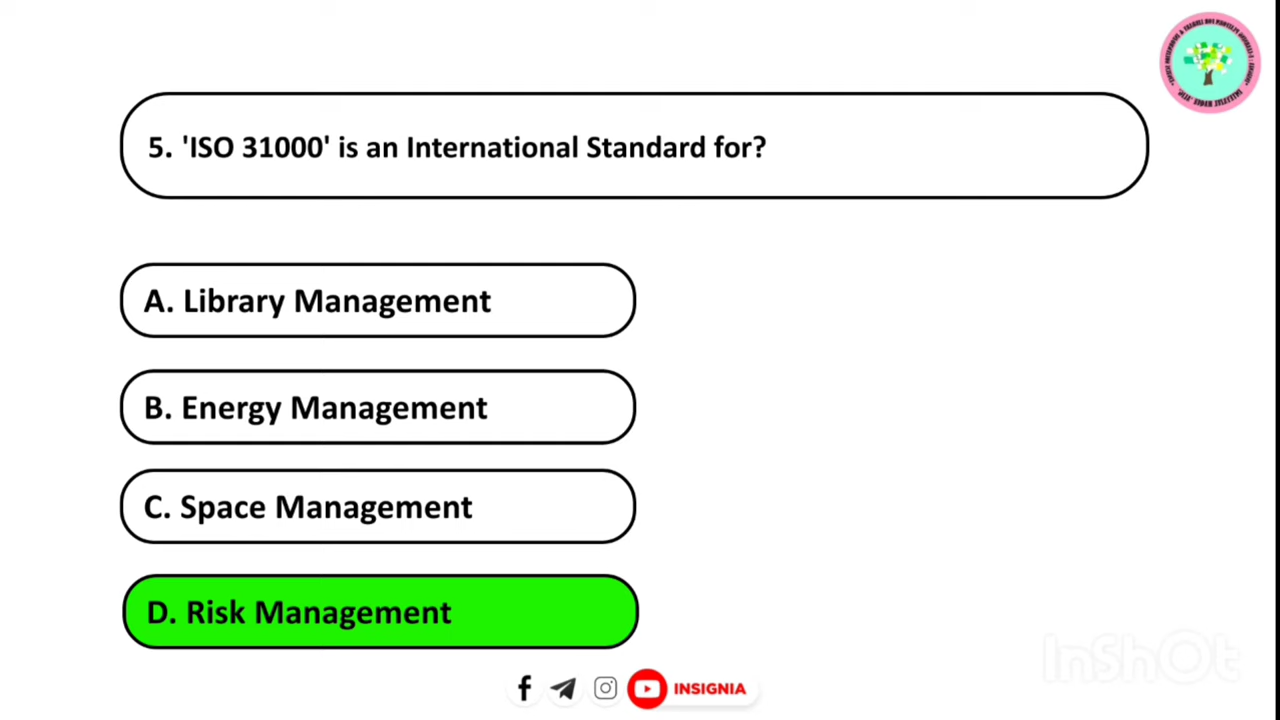 5. 'ISO 31000' is an International Standard for?
A. Library Management
B. Energy Management
C. Space Management
D. Risk Management
INSIGNIA
InShOt